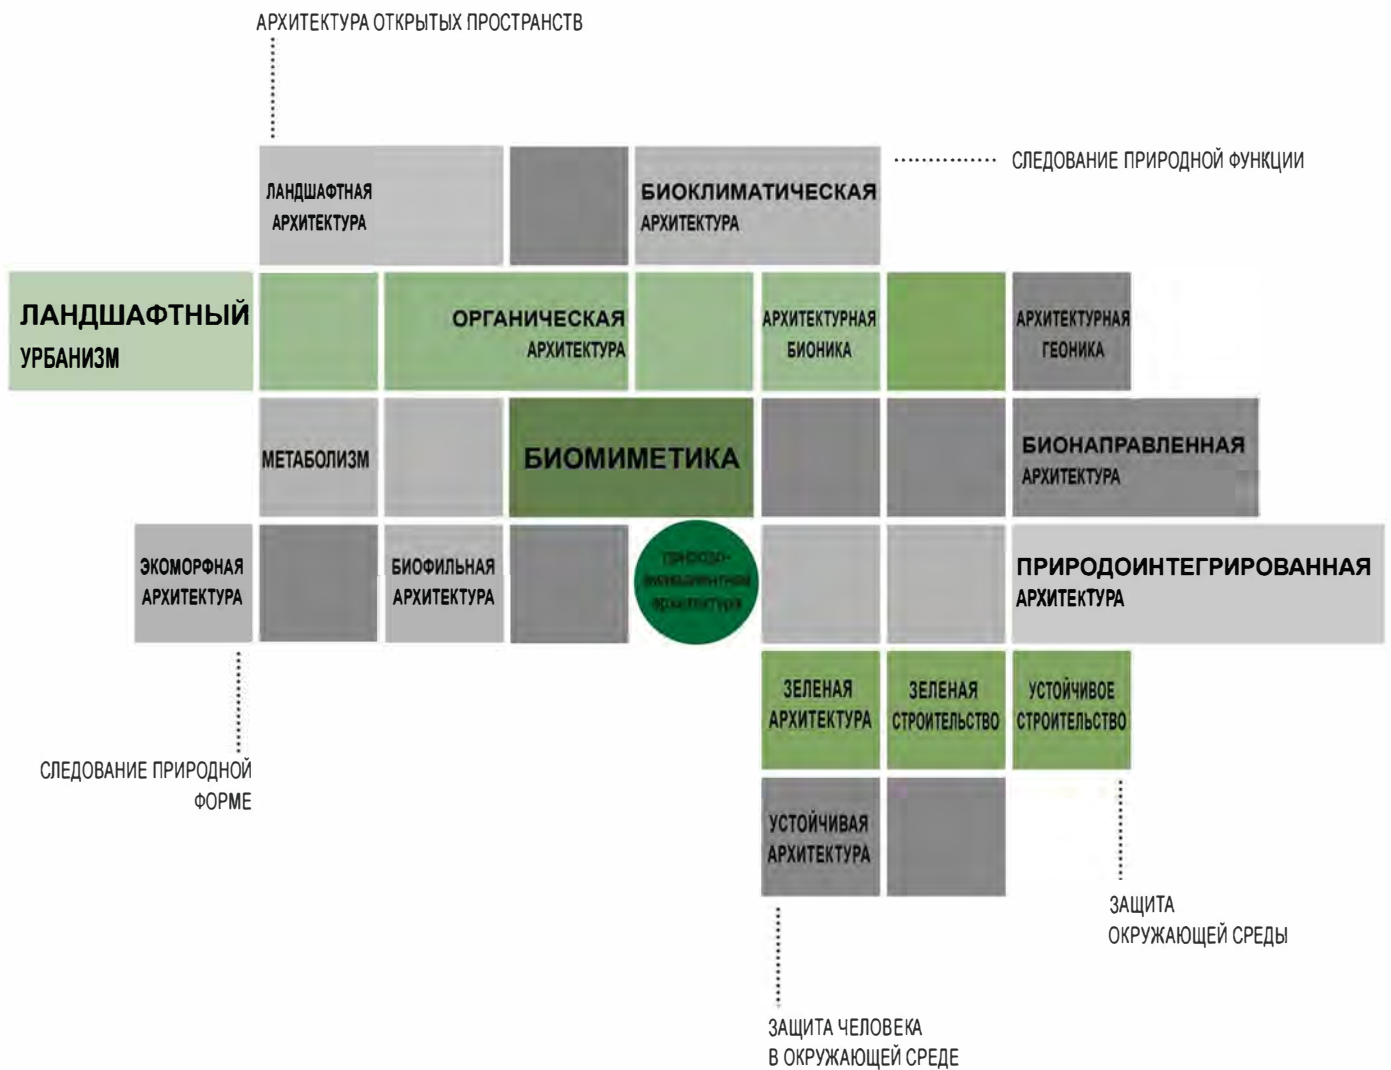 АРХИТЕКТУРА ОТКРЫТЫХ ПРОСТРАНСТВ
СЛЕДОВАНИЕ ПРИРОДНОЙ ФУНКЦИИ
ЛАНДШАФТНАЯ
АРХИТЕКТУРА
БИОКЛИМАТИЧЕСКАЯ
АРХИТЕКТУРА
ЛАНДШАФТНЫЙ
УРБАНИЗМ
ОРГАНИЧЕСКАЯ
АРХИТЕКТУРА
АРХИТЕКТУРНАЯ
БИОНИКА
АРХИТЕКТУРНАЯ
ГЕОНИКА
МЕТАБОЛИЗМ
БИОМИМЕТИКА
БИОНАПРАВЛЕННАЯ
АРХИТЕКТУРА
ЭКОМОРФНАЯ
АРХИТЕКТУРА
БИОФИЛЬНАЯ
АРХИТЕКТУРА
природо-
архитектура
ПРИРОДОИНТЕГРИРОВАННАЯ
АРХИТЕКТУРА
ЗЕЛЕНАЯ
АРХИТЕКТУРА
ЗЕЛЕНАЯ
СТРОИТЕЛЬСТВО
УСТОЙЧИВОЕ
СТРОИТЕЛЬСТВО
СЛЕДОВАНИЕ ПРИРОДНОЙ
ФОРМЕ
УСТОЙЧИВАЯ
АРХИТЕКТУРА
ЗАЩИТА
ОКРУЖАЮЩЕЙ СРЕДЫ
ЗАЩИТА ЧЕЛОВЕКА
В ОКРУЖАЮЩЕЙ СРЕДЕ